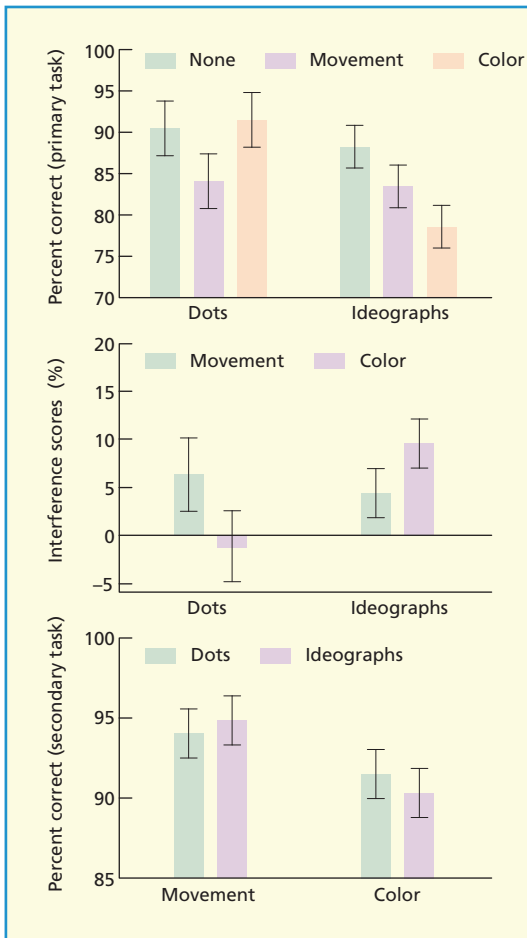 100
None Movement Color
95
90
85
80
75
70
Percent correct (primary task)
Dots Ideographs
20
Movement Color
15
10
5
0
–5
Interference scores (%)
Dots Ideographs
100
Dots Ideographs
95
90
85
Percent correct (secondary task)
Movement Color